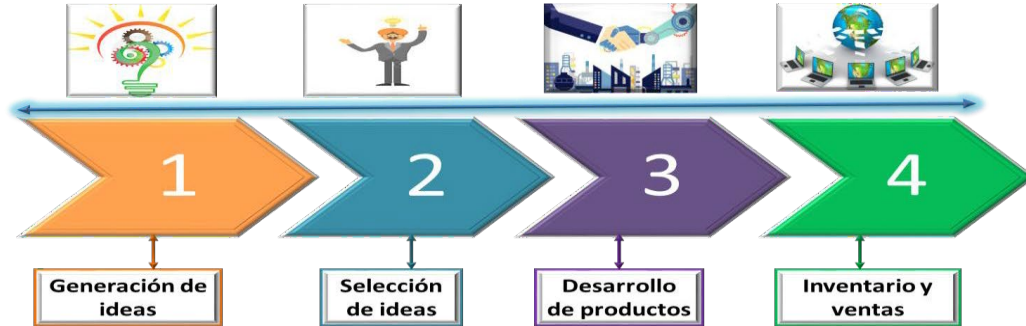 1
2
3
4
Generación de
ideas
Selección
de ideas
Desarrollo
de productos
Inventario y
ventas